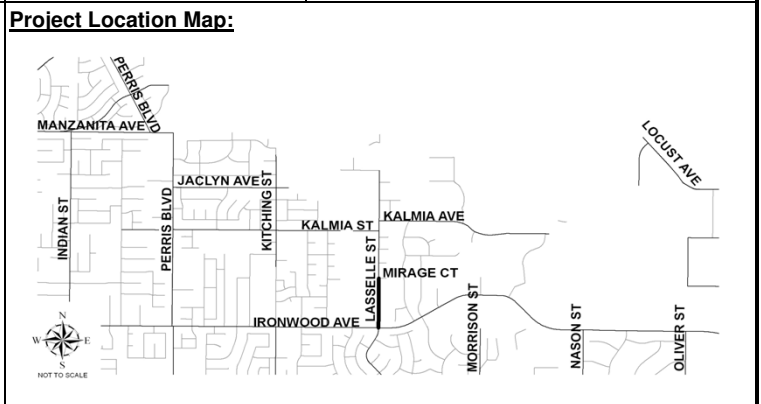 Project Location Map:
PERRIS BLVD
MANZANITA AVE
LOCUST AVE
JACLYN AVE
KITCHING ST
INDIAN ST
PERRIS BLVD
KALMIA ST
KALMIA AVE
LASSELLE ST
MIRAGE CT
IRONWOOD AVE
MORRISON ST
NASON ST
OLIVER ST
N
W E
S
NOT TO SCALE